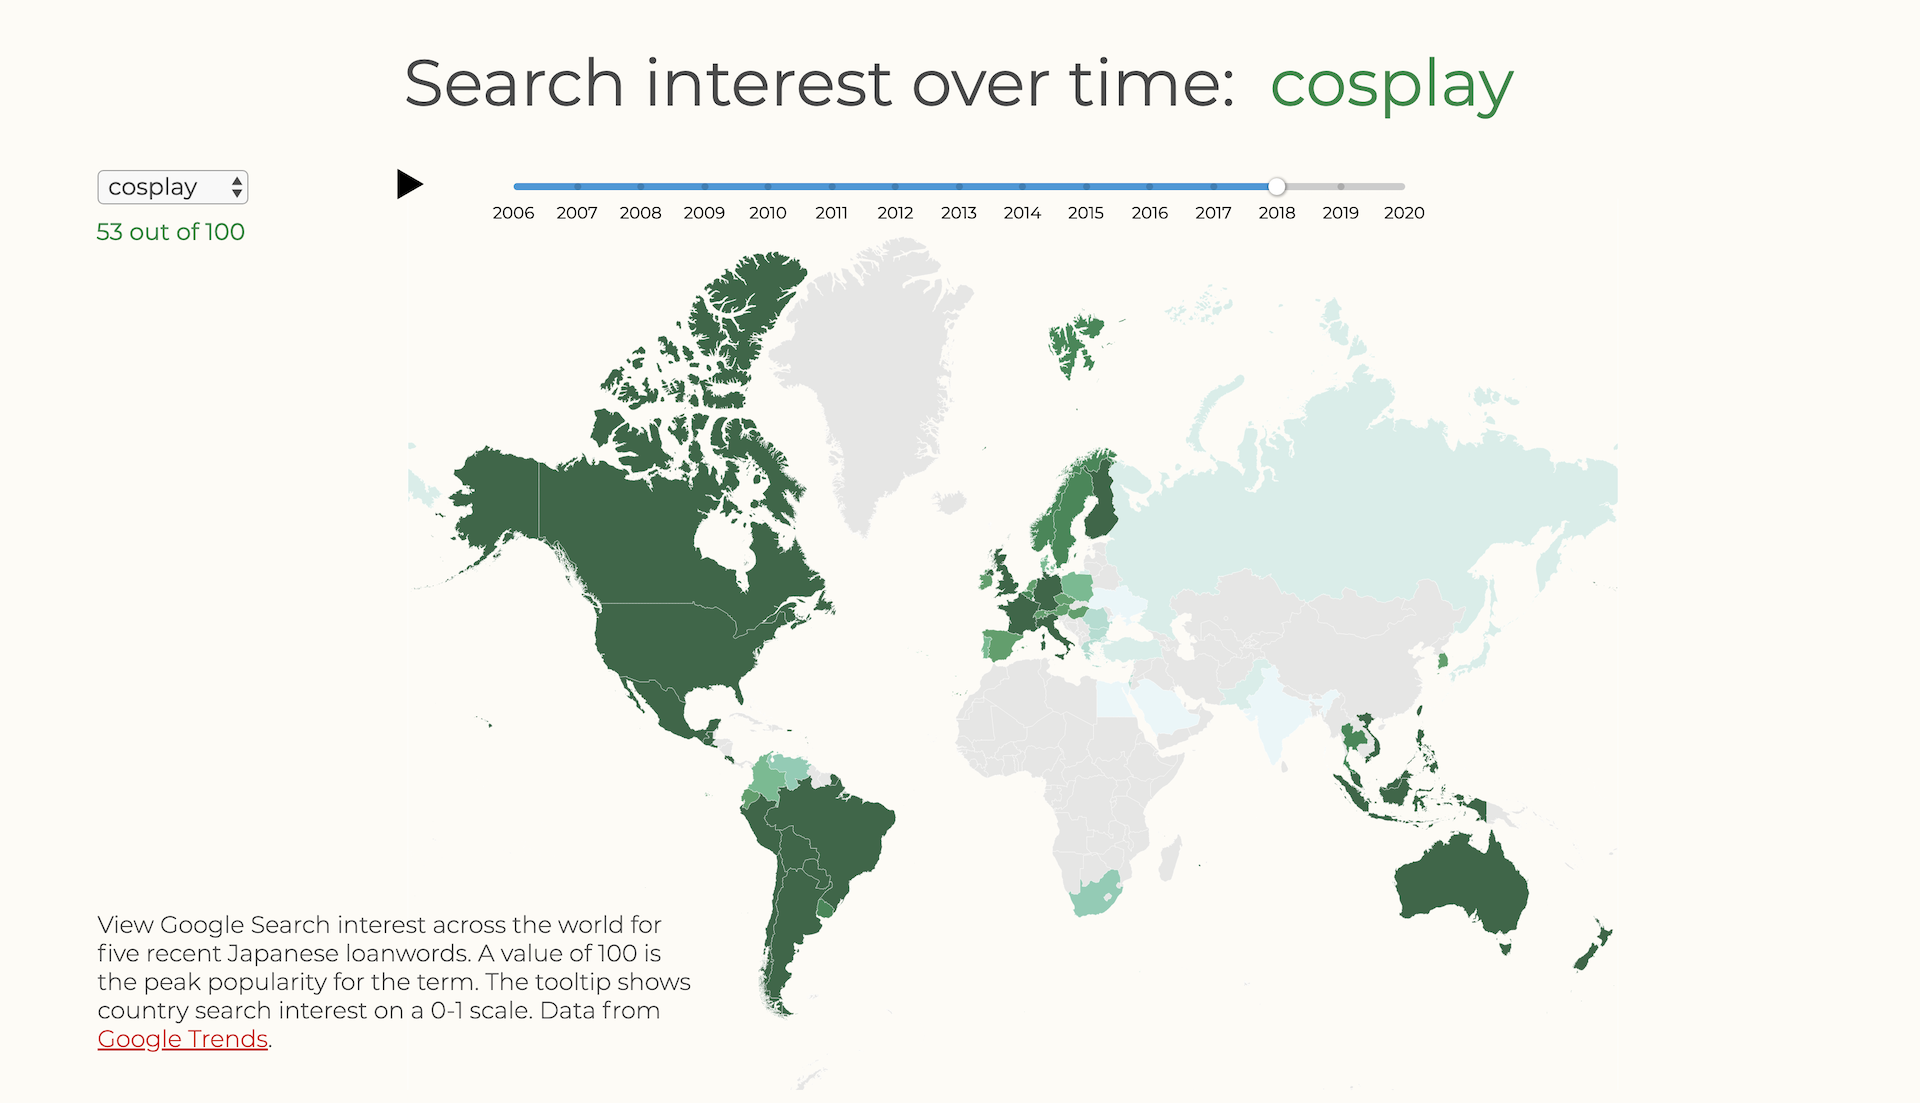 Search interest over time: cosplay
cosplay
53 out of 100
2006 2007 2008 2009 2010 2011 2012 2013 2014 2015 2016 2017 2018 2019 2020
View Google Search interest across the world for
five recent Japanese loanwords. A value of 100 is
the peak popularity for the term. The tooltip shows
country search interest on a 0-1 scale. Data from
Google Trends.